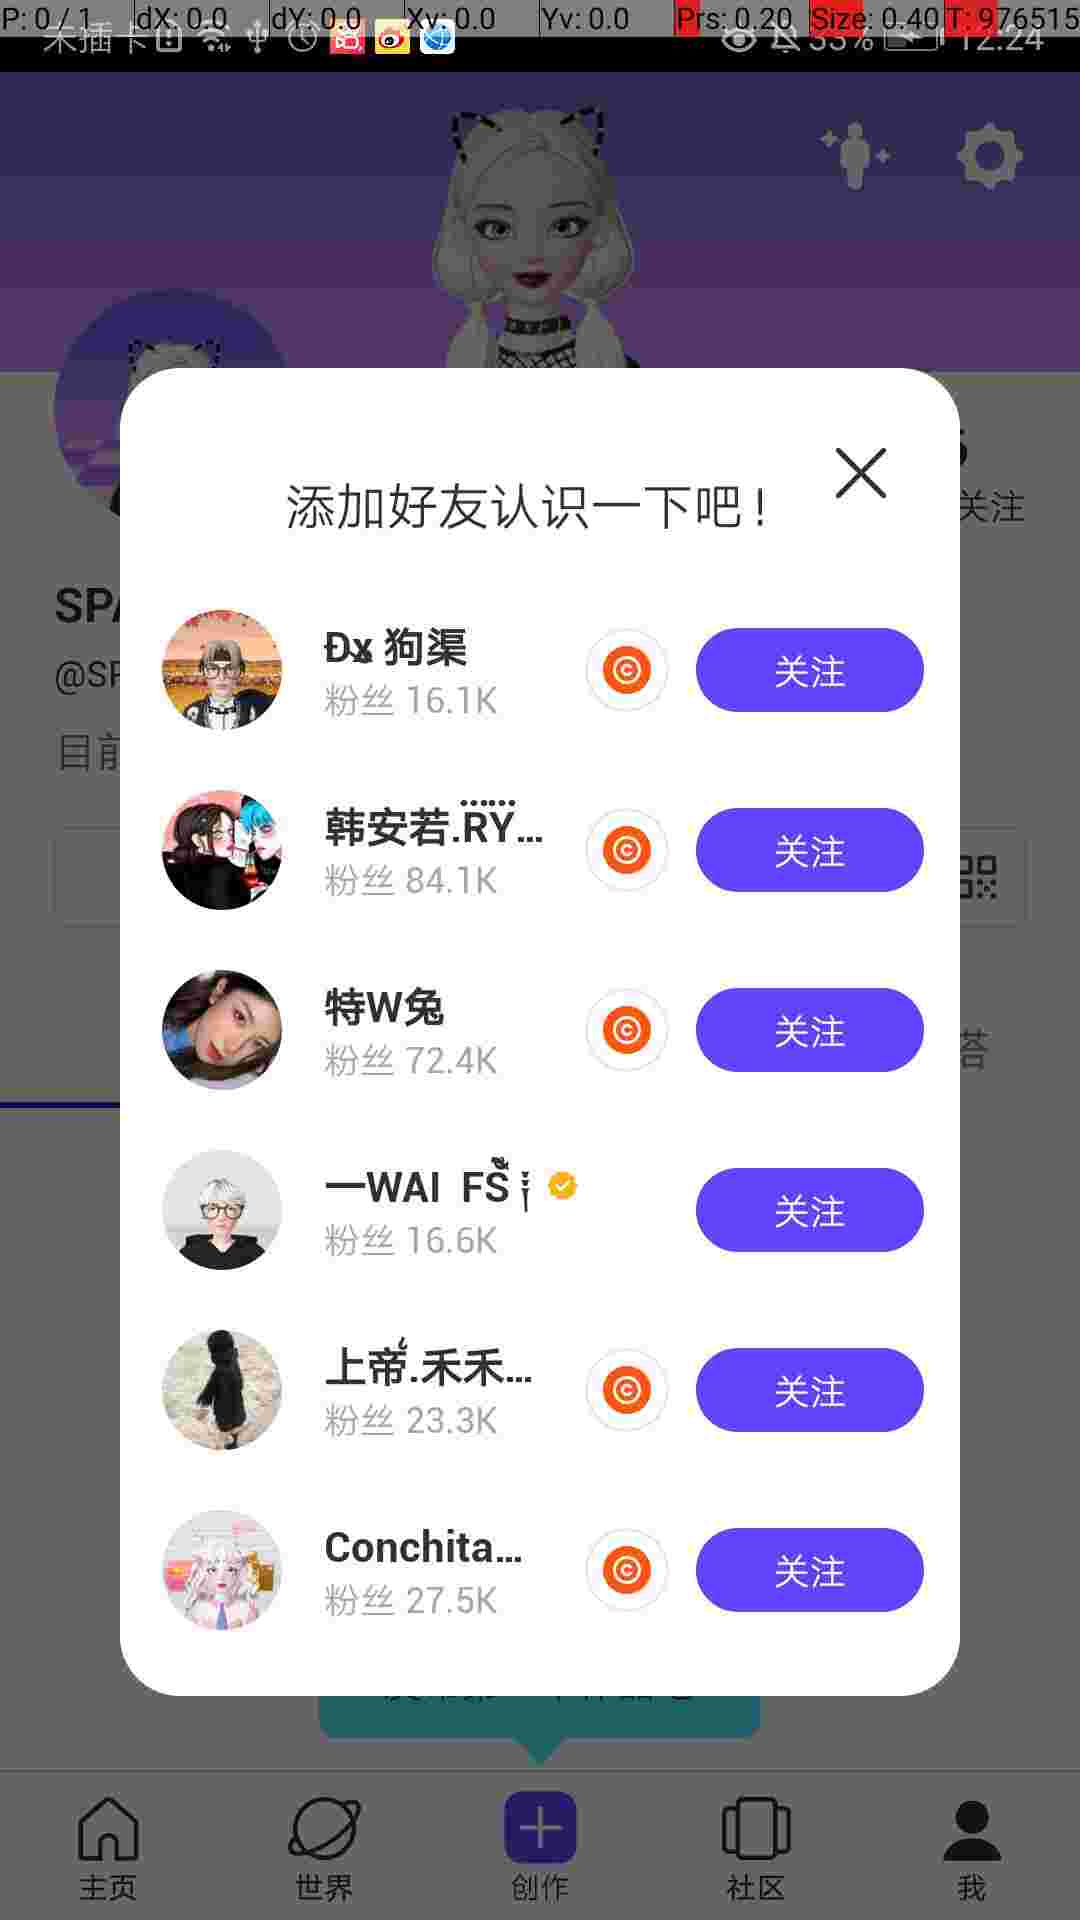 P: 0 / 1 dX: 0.0 dY: 0.0 Xv: 0.0 Yv: 0.0 Prs: 0.20 Size: 0.40 T: 976515
未插卡 33% 12:24
添加好友认识一下吧！
关注
SPA
@SP
目前
狗渠
粉丝 16.1K
关注
韩安若.RY...
粉丝 84.1K
关注
特W兔
粉丝 72.4K
关注
一WAI FS
粉丝 16.6K
关注
上帝.禾禾...
粉丝 23.3K
关注
Conchita...
粉丝 27.5K
关注
主页 世界 创作 社区 我